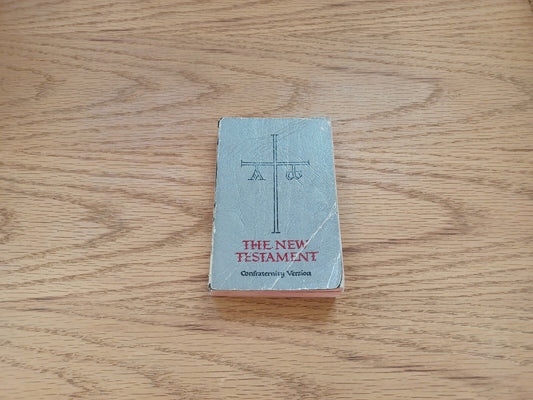 Α ω
THE NEW
TESTAMENT
Confraternity Version